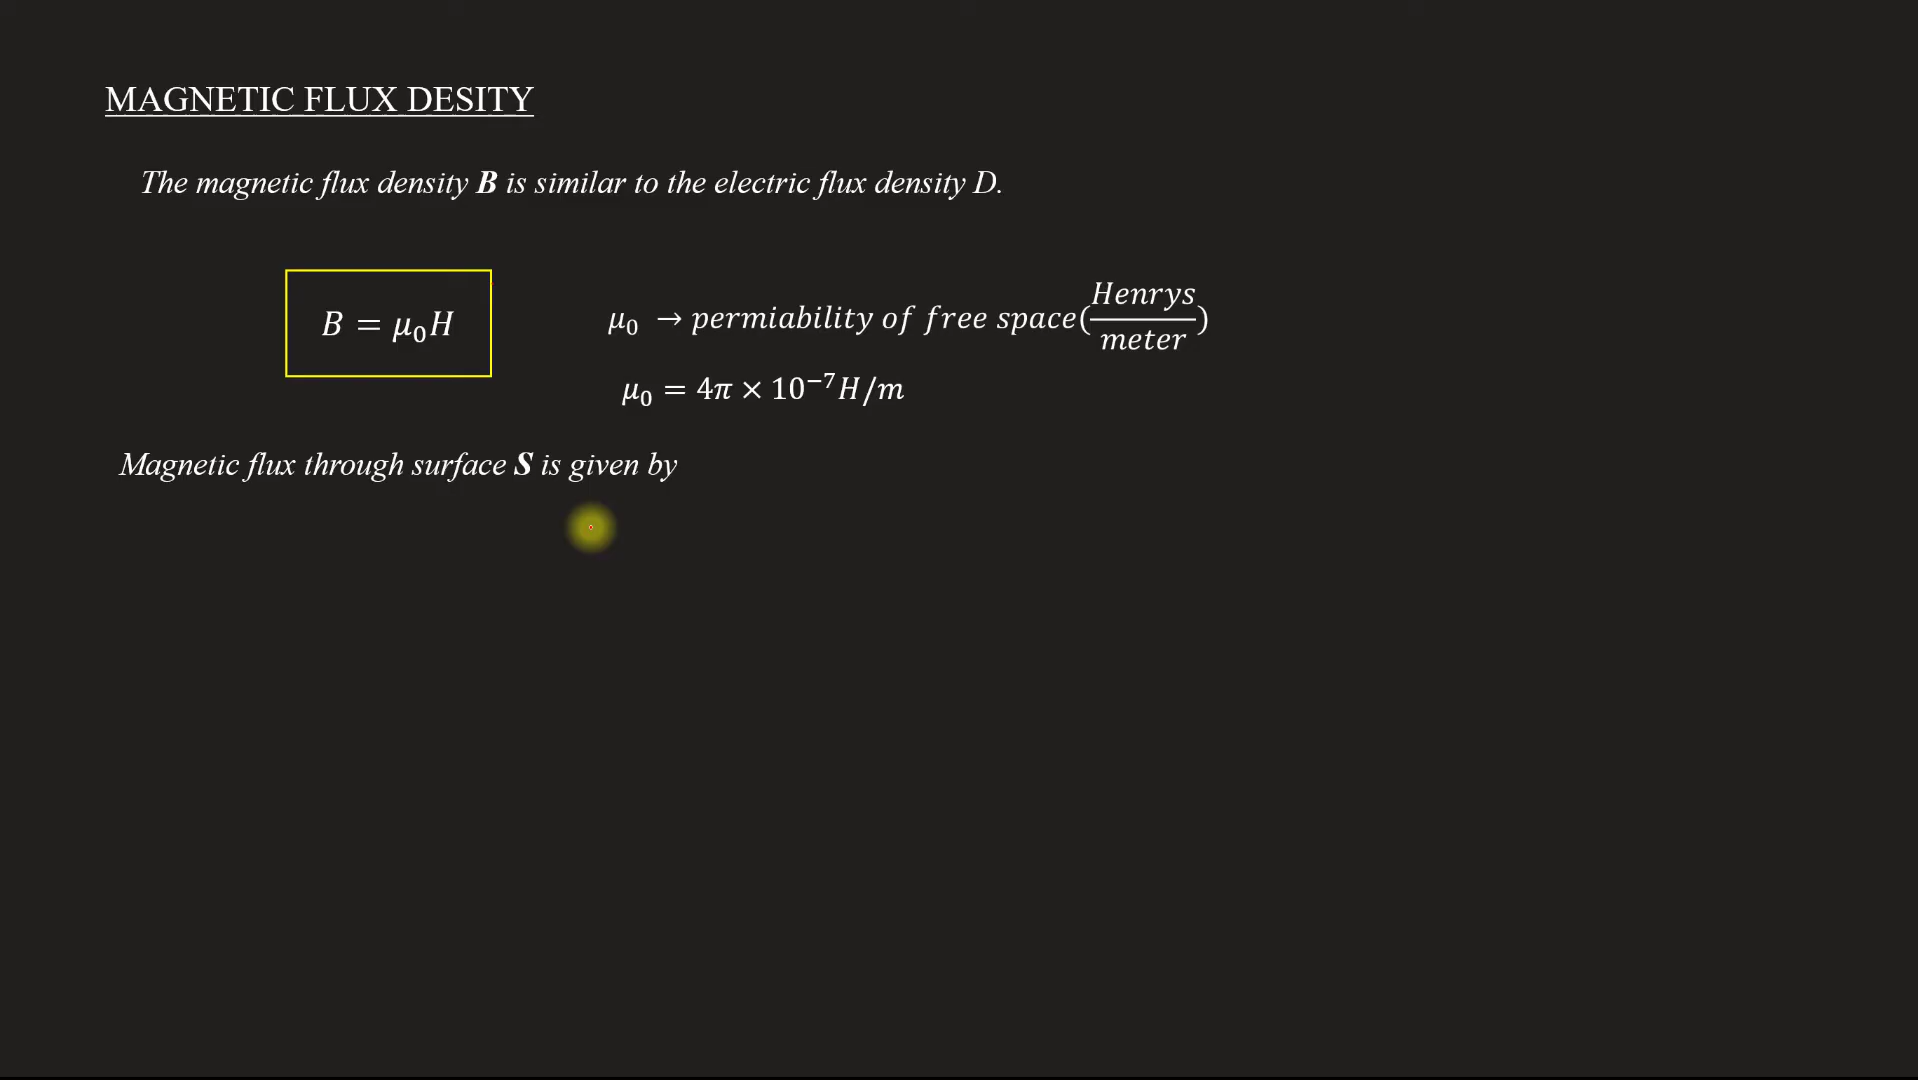 MAGNETIC FLUX DESITY
The magnetic flux density B is similar to the electric flux density D.
B = μ₀H
μ₀ → permiability of free space(Henrys/meter)
μ₀ = 4π × 10⁻⁷H/m
Magnetic flux through surface S is given by